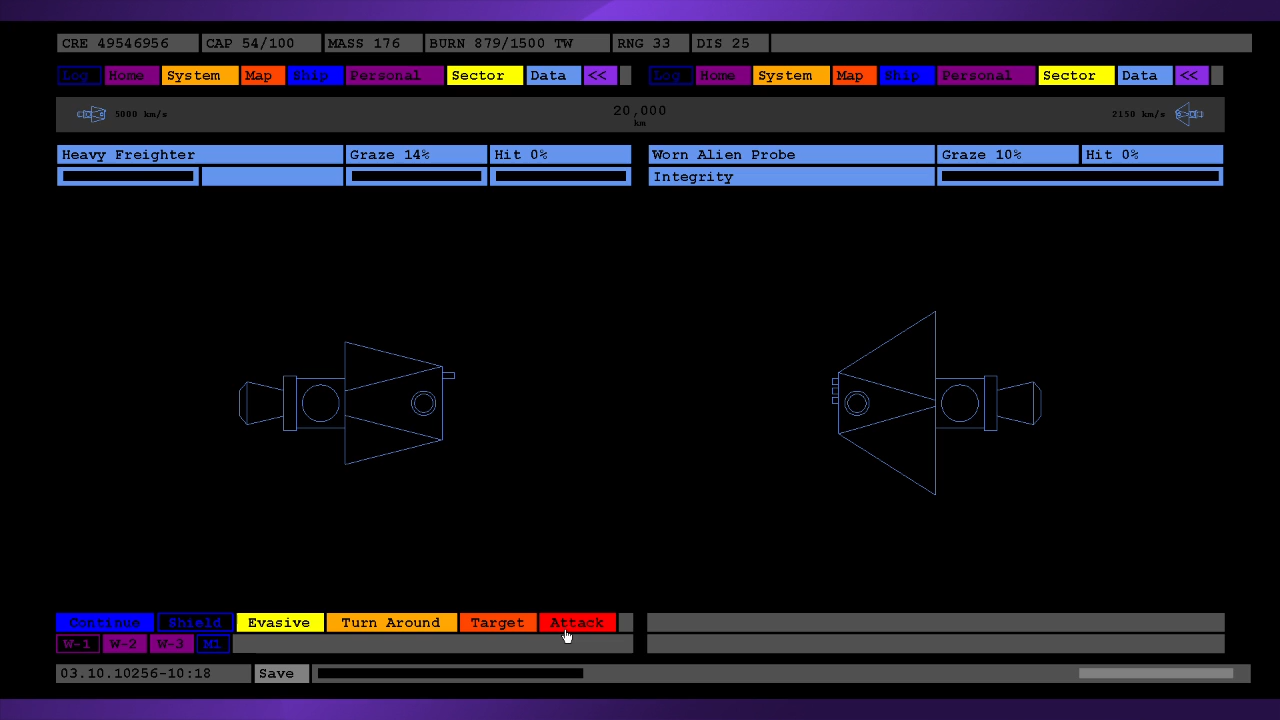 CRE 49546956 CAP 54/100 MASS 176 BURN 879/1500 TW RNG 33 DIS 25
Log Home System Map Ship Personal Sector Data << Log Home System Map Ship Personal Sector Data <<
5000 km/s 20,000 2150 km/s
km
Heavy Freighter Graze 14% Hit 0% Worn Alien Probe Graze 10% Hit 0%
Integrity
Continue Shield Evasive Turn Around Target Attack
W-1 W-2 W-3 M1
03.10.10256-10:18 Save